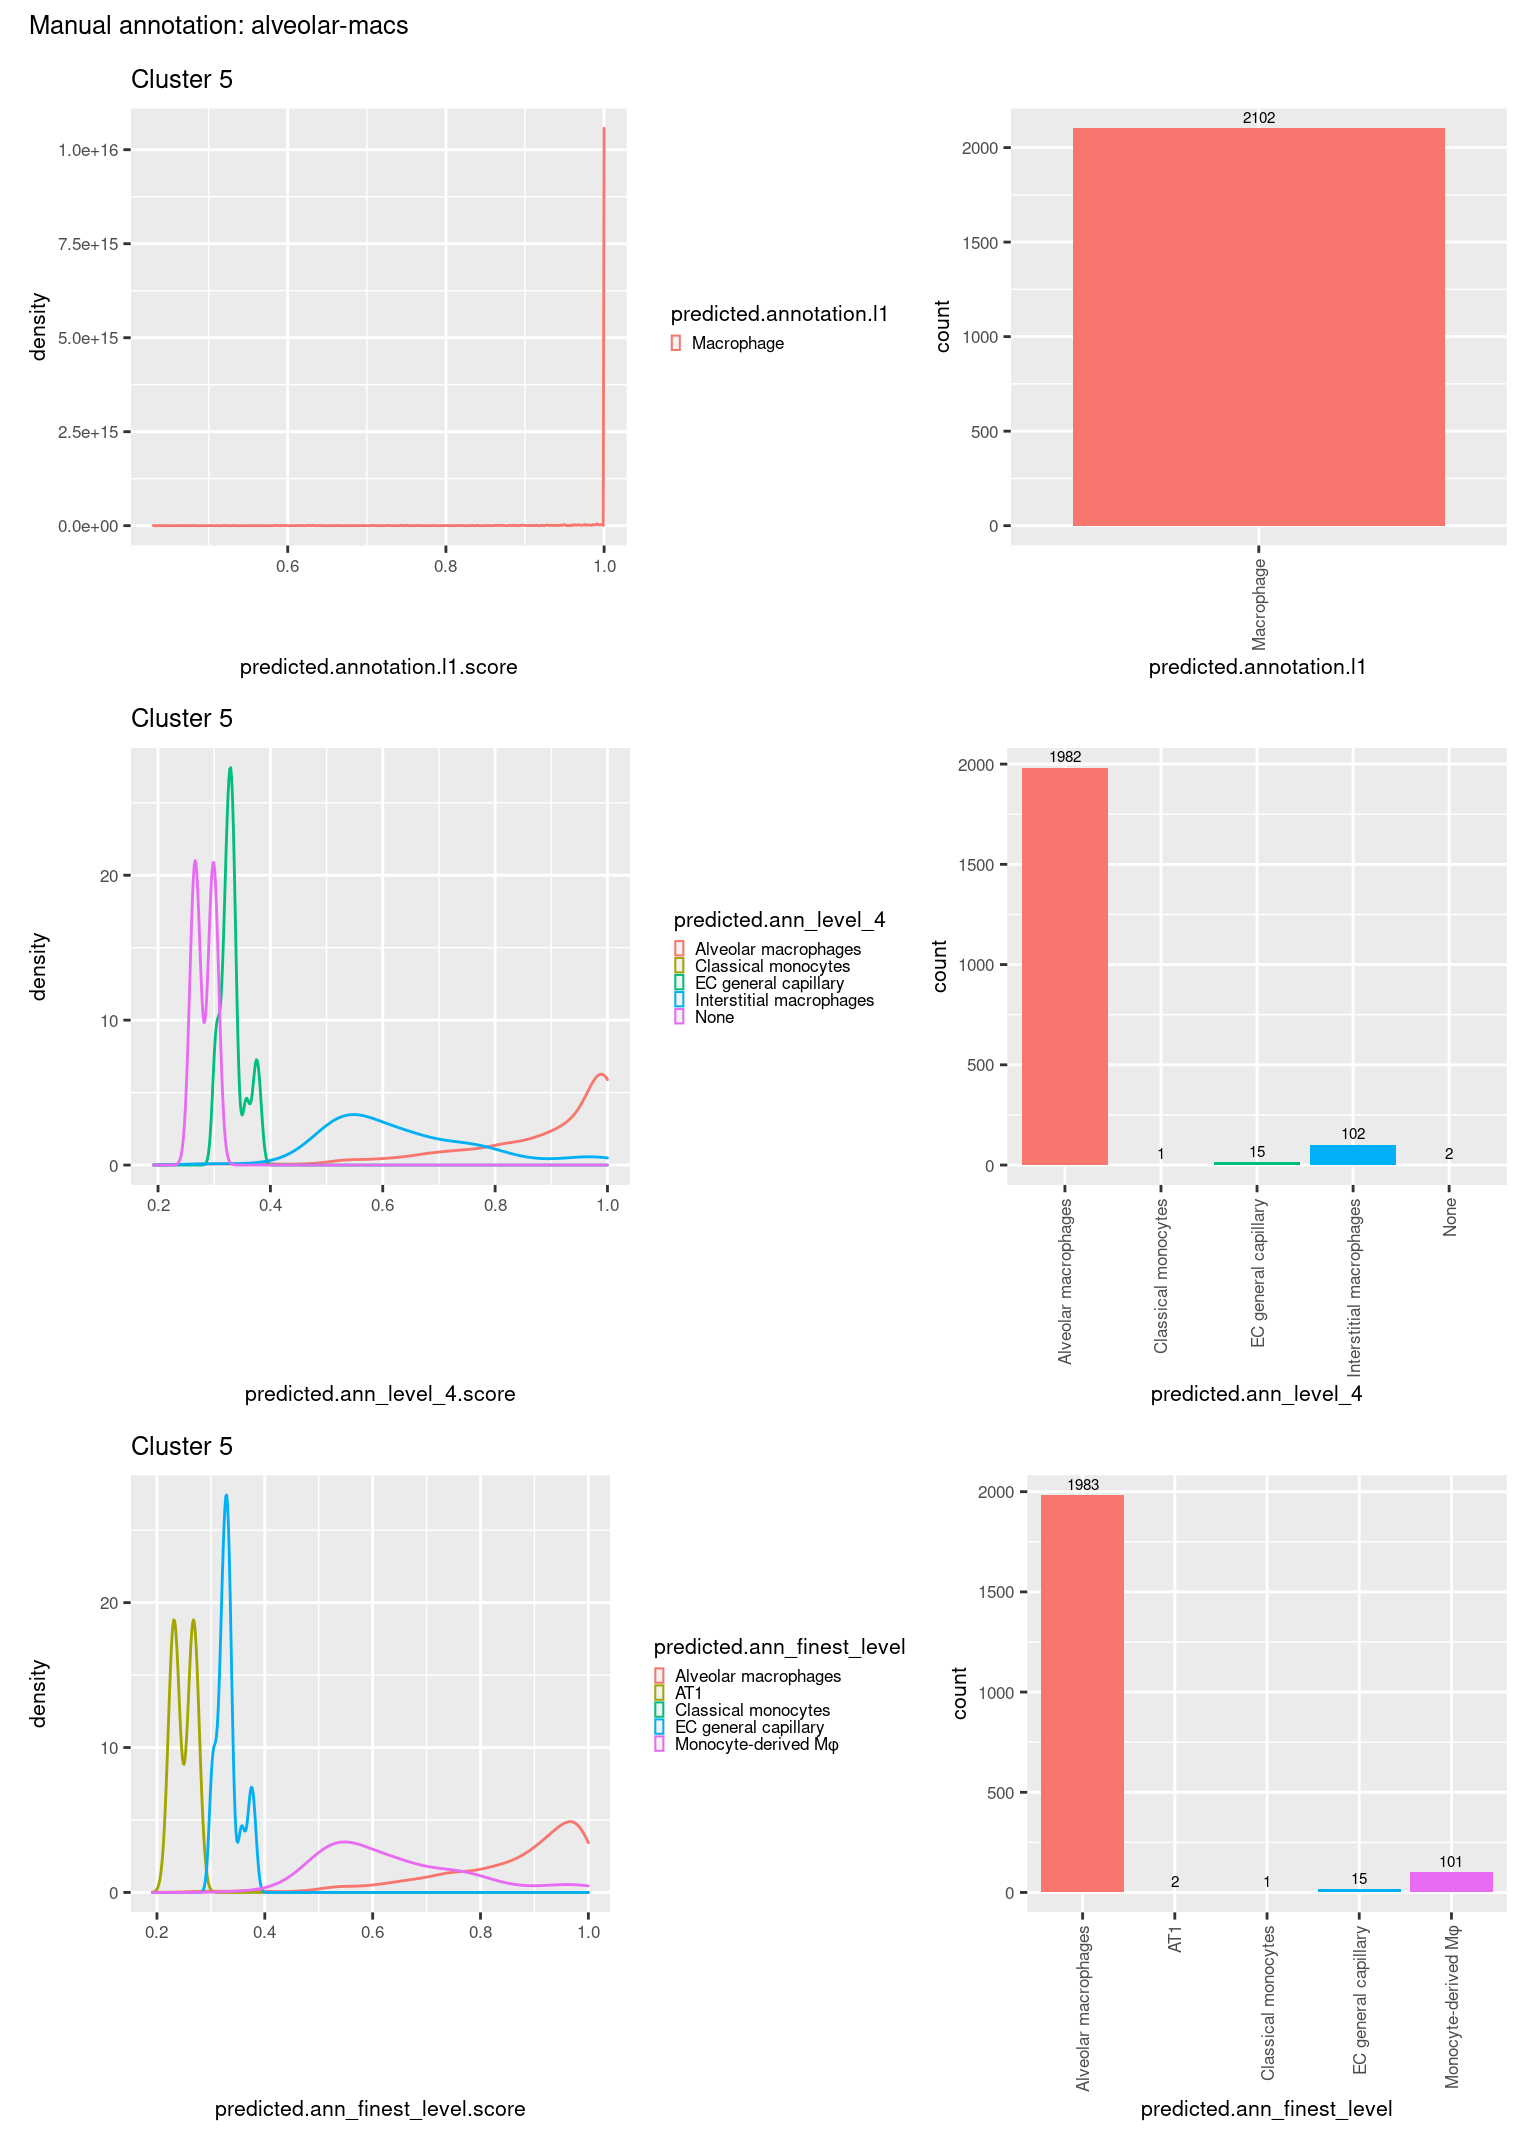 Manual annotation: alveolar-macs
Cluster 5
1.0e+16
7.5e+15
5.0e+15
2.5e+15
0.0e+00
density
0.6 0.8 1.0
predicted.annotation.l1.score
predicted.annotation.l1
Macrophage
2102
2000
1500
1000
500
0
count
Macrophage
predicted.annotation.l1
Cluster 5
20
10
0
density
0.2 0.4 0.6 0.8 1.0
predicted.ann_level_4.score
predicted.ann_level_4
Alveolar macrophages
Classical monocytes
EC general capillary
Interstitial macrophages
None
1982 1 15 102 2
2000
1500
1000
500
0
count
Alveolar macrophages
Classical monocytes
EC general capillary
Interstitial macrophages
None
predicted.ann_level_4
Cluster 5
20
10
0
density
0.2 0.4 0.6 0.8 1.0
predicted.ann_finest_level.score
predicted.ann_finest_level
Alveolar macrophages
AT1
Classical monocytes
EC general capillary
Monocyte-derived Mφ
1983 2 1 15 101
2000
1500
1000
500
0
count
Alveolar macrophages
AT1
Classical monocytes
EC general capillary
Monocyte-derived Mφ
predicted.ann_finest_level